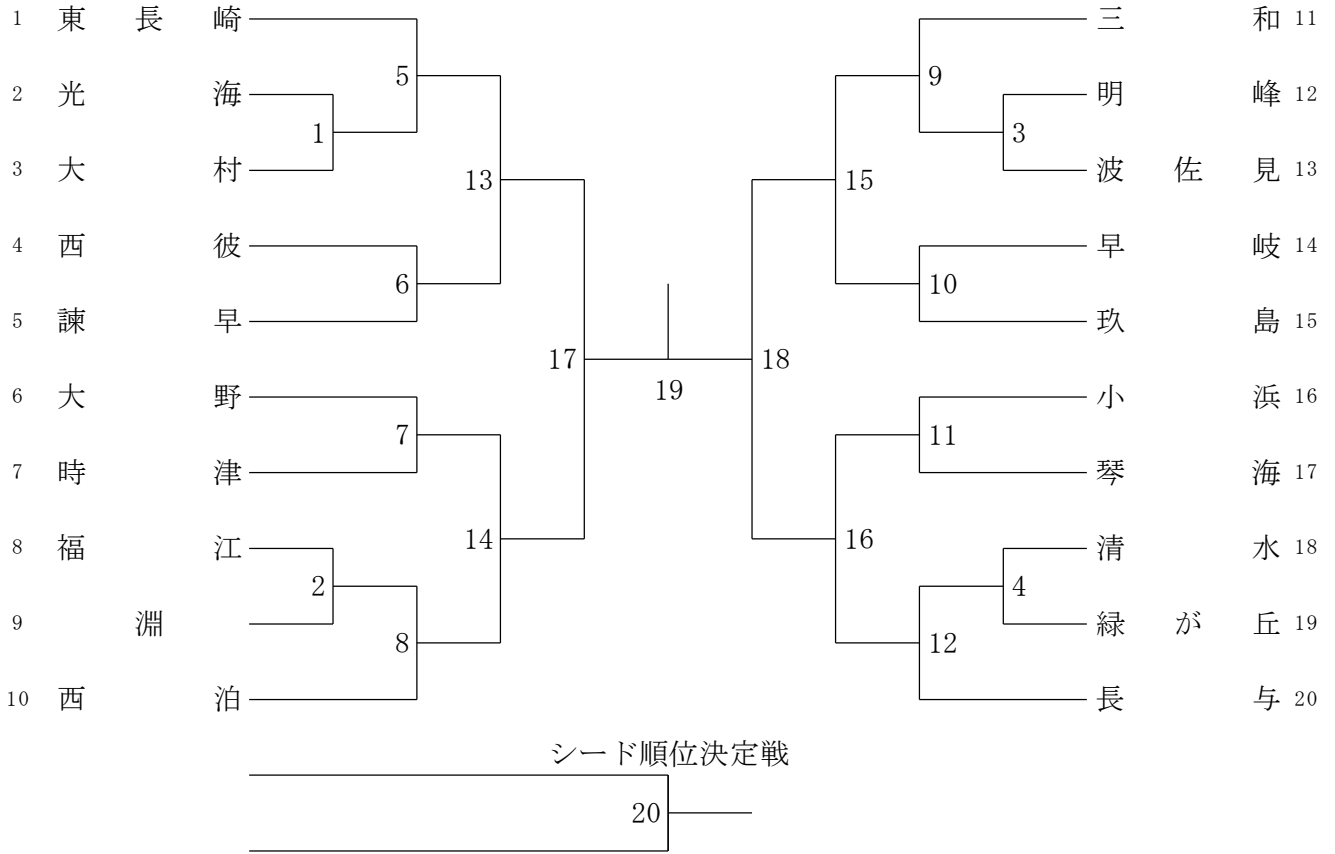 1 東長崎 三和 11
5 9
2 光海 明峰 12
1 3
3 大村 波佐見 13
13 15
4 西彼 早岐 14
6 10
5 諫早 玖島 15
17 18
19
6 大野 小浜 16
7 11
7 時津 琴海 17
14 16
8 福江 清水 18
2 4
9 淵 緑が丘 19
8 12
10 西泊 長与 20
シード順位決定戦
20